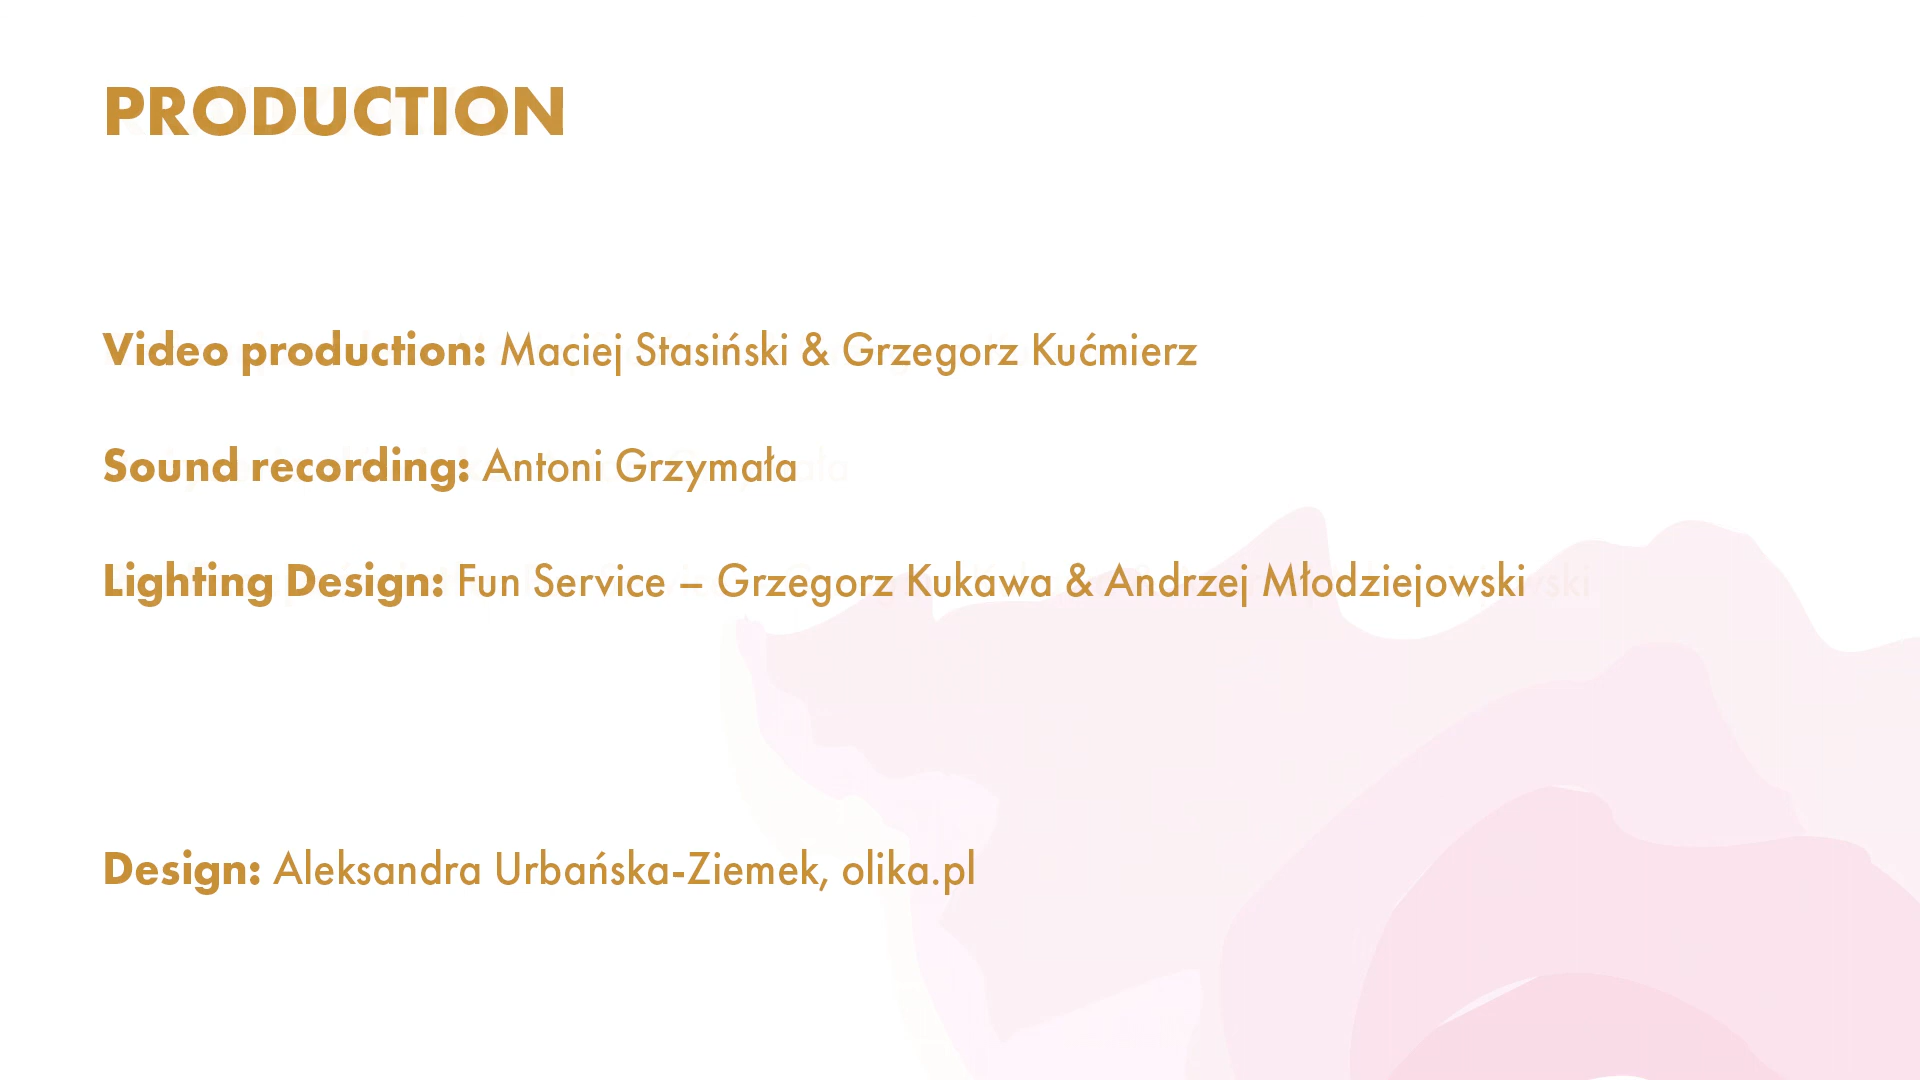 PRODUCTION
Video production: Maciej Stasiński & Grzegorz Kućmierz
Sound recording: Antoni Grzymała
Lighting Design: Fun Service – Grzegorz Kukawa & Andrzej Młodziejowski
Design: Aleksandra Urbańska-Ziemek, olika.pl